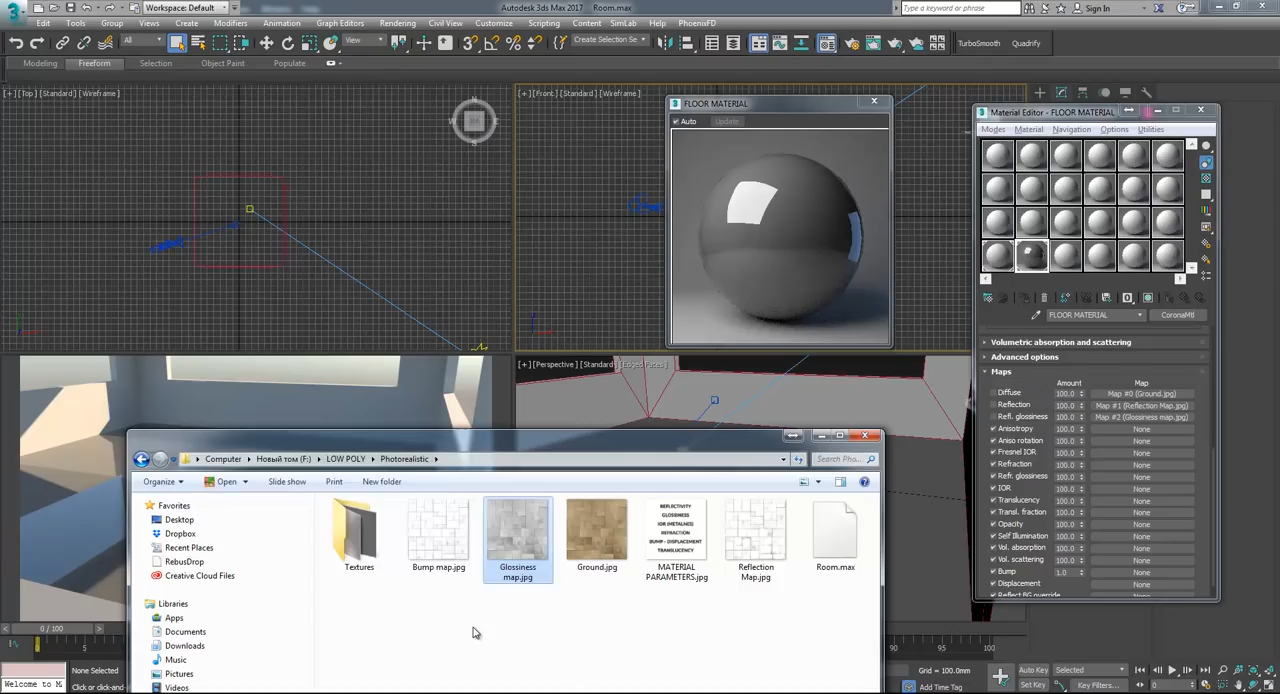 Workspace: Default
Autodesk 3ds Max 2017 Room.max
Type a keyword or phrase
Sign In
Edit Tools Group Views Create Modifiers Animation Graph Editors Rendering Civil View Customize Scripting Content SimLab Help PhoenixFD
All
View
Create Selection Se
TurboSmooth Quadrify
Modeling Freeform Selection Object Paint Populate
[+] [Top] [Standard] [Wireframe]
[+] [Front] [Standard] [Wireframe]
FLOOR MATERIAL
Auto Update
Material Editor - FLOOR MATERIAL
Modes Material Navigation Options Utilities
FLOOR MATERIAL CoronaMtl
Volumetric absorption and scattering
Advanced options
Maps
Amount Map
Diffuse 100.0 Map #0 (Ground.jpg)
Reflection 100.0 Map #1 (Reflection Map.jpg)
Refl. glossiness 100.0 Map #2 (Glossiness map.jpg)
Anisotropy 100.0 None
Aniso rotation 100.0 None
Fresnel IOR 100.0 None
Refraction 100.0 None
Refr. glossiness 100.0 None
IOR 100.0 None
Translucency 100.0 None
Transl. fraction 100.0 None
Opacity 100.0 None
Self Illumination 100.0 None
Vol. absorption 100.0 None
Vol. scattering 100.0 None
Bump 1.0 None
Displacement None
Reflect BG override None
[+] [Perspective] [Standard] [Edged Faces]
Computer Новый том (F:) LOW POLY Photorealistic
Search Pho...
Organize Open Slide show Print New folder
Favorites
Desktop
Dropbox
Recent Places
RebusDrop
Creative Cloud Files
Libraries
Apps
Documents
Downloads
Music
Pictures
Videos
Textures
Bump map.jpg
Glossiness map.jpg
Ground.jpg
REFLECTIVITY
GLOSSINESS
IOR (METALNES)
REFRACTION
BUMP - DISPLACEMENT
TRANSLUCENCY
MATERIAL PARAMETERS.jpg
Reflection Map.jpg
Room.max
0 / 100
0 5 90 95 100
None Selected
Welcome to M
Click or click-and-
Grid = 100.0mm
Add Time Tag
Auto Key Selected
Set Key Key Filters...
0